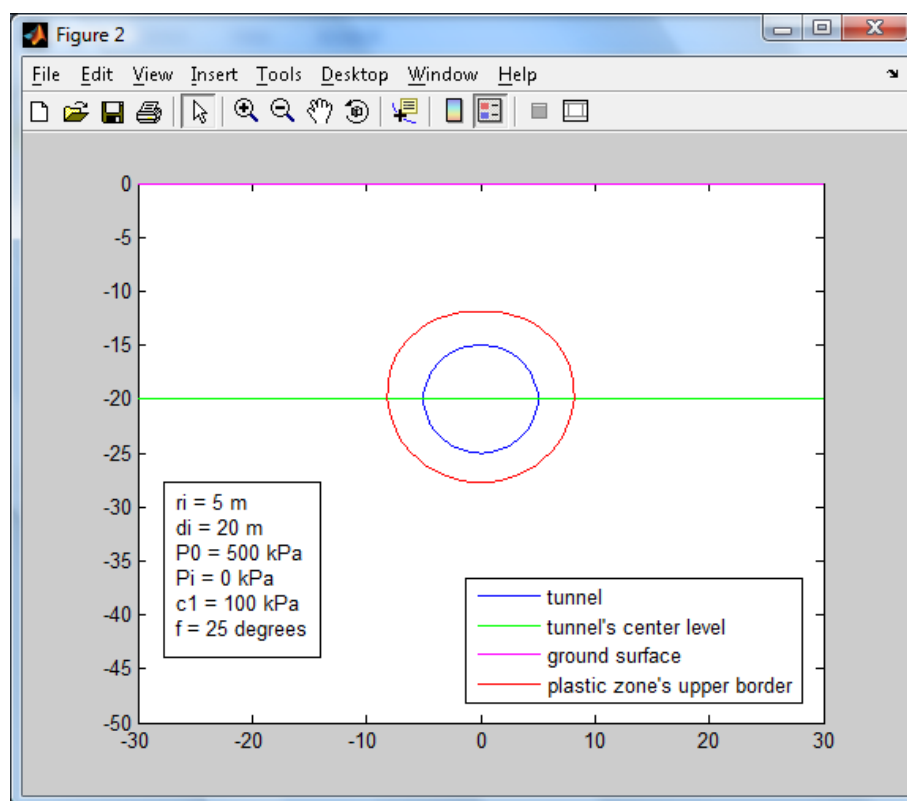 Figure 2
File Edit View Insert Tools Desktop Window Help
0
-5
-10
-15
-20
-25
-30
-35
-40
-45
-50
ri = 5 m
di = 20 m
P0 = 500 kPa
Pi = 0 kPa
c1 = 100 kPa
f = 25 degrees
tunnel
tunnel's center level
ground surface
plastic zone's upper border
-30 -20 -10 0 10 20 30